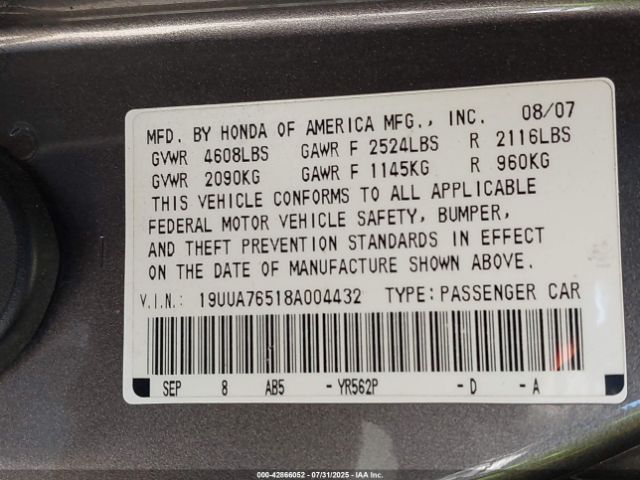 MFD. BY HONDA OF AMERICA MFG., INC. 08/07
GVWR 4608LBS GAWR F 2524LBS R 2116LBS
GVWR 2090KG GAWR F 1145KG R 960KG
THIS VEHICLE CONFORMS TO ALL APPLICABLE
FEDERAL MOTOR VEHICLE SAFETY, BUMPER,
AND THEFT PREVENTION STANDARDS IN EFFECT
ON THE DATE OF MANUFACTURE SHOWN ABOVE.
V.I.N.: 19UUA76518A004432 TYPE: PASSENGER CAR
SEP 8 AB5 -YR562P -D -A
000-42866052 | 07/31/2025 | IAA Inc.